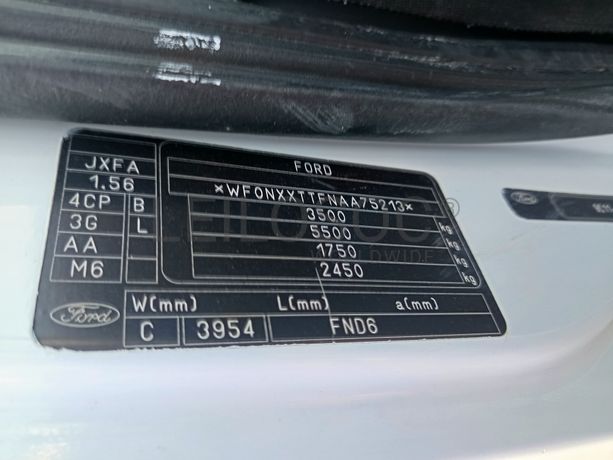 FORD
*WF0NXXTTFNAA75213*
3500 kg
5500 kg
1750 kg
2450 kg
JXFA
1.56
4CP B
3G L
AA
M6
Ford
W(mm) L(mm) a(mm)
C 3954 FND6
Ford